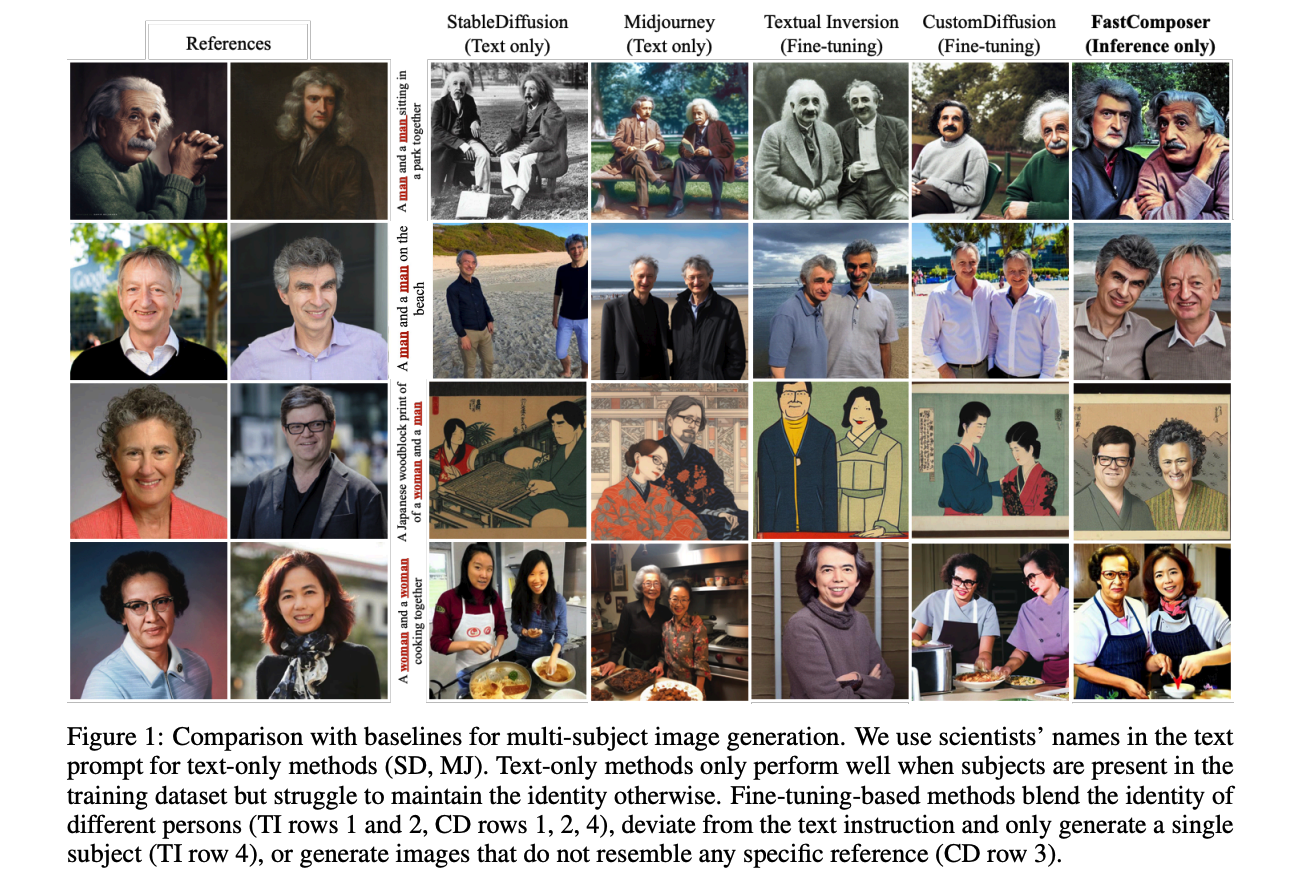 References
StableDiffusion
(Text only)
Midjourney
(Text only)
Textual Inversion
(Fine-tuning)
CustomDiffusion
(Fine-tuning)
FastComposer
(Inference only)
A man and a man sitting in
a park together
A man and a man on the
beach
A Japanese woodblock print of
of a woman and a man
A woman and a woman
cooking together
Figure 1: Comparison with baselines for multi-subject image generation. We use scientists’ names in the text
prompt for text-only methods (SD, MJ). Text-only methods only perform well when subjects are present in the
training dataset but struggle to maintain the identity otherwise. Fine-tuning-based methods blend the identity of
different persons (TI rows 1 and 2, CD rows 1, 2, 4), deviate from the text instruction and only generate a single
subject (TI row 4), or generate images that do not resemble any specific reference (CD row 3).